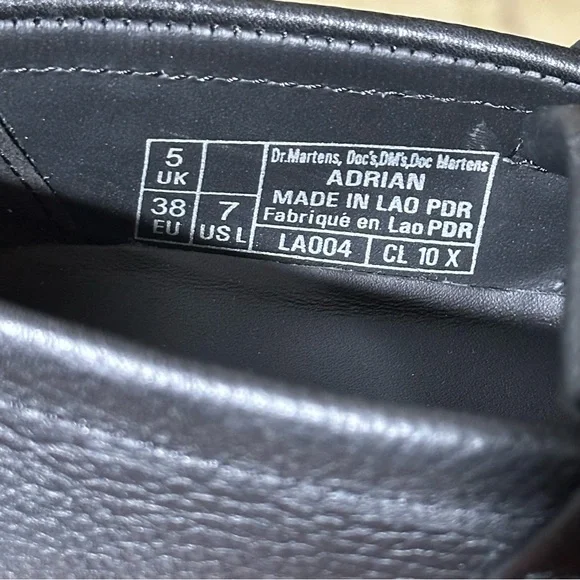 5
UK
38
EU
7
US L
Dr.Martens, Doc's,DM's,Doc Martens
ADRIAN
MADE IN LAO PDR
Fabriqué en Lao PDR
LA004
CL 10 X